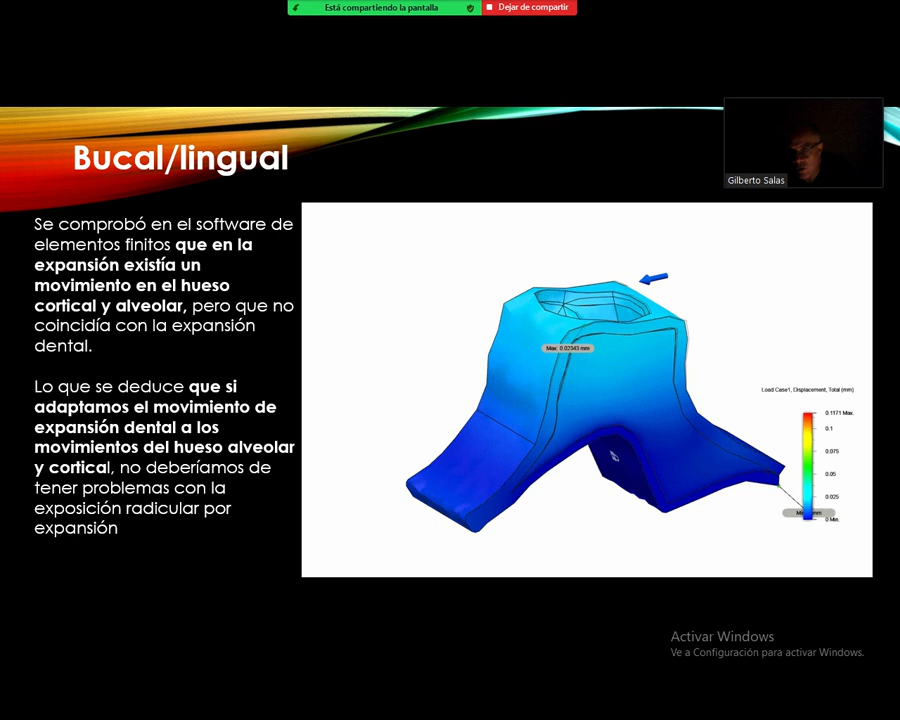 Está compartiendo la pantalla
Dejar de compartir
Bucal/lingual
Gilberto Salas
Se comprobó en el software de
elementos finitos que en la
expansión existía un
movimiento en el hueso
cortical y alveolar, pero que no
coincidía con la expansión
dental.
Lo que se deduce que si
adaptamos el movimiento de
expansión dental a los
movimientos del hueso alveolar
y cortical, no deberíamos de
tener problemas con la
exposición radicular por
expansión
Max: 0.02343 mm
Load Case1, Displacement, Total (mm)
0.1171 Max.
0.1
0.075
0.05
0.025
0 Min.
Activar Windows
Ve a Configuración para activar Windows.